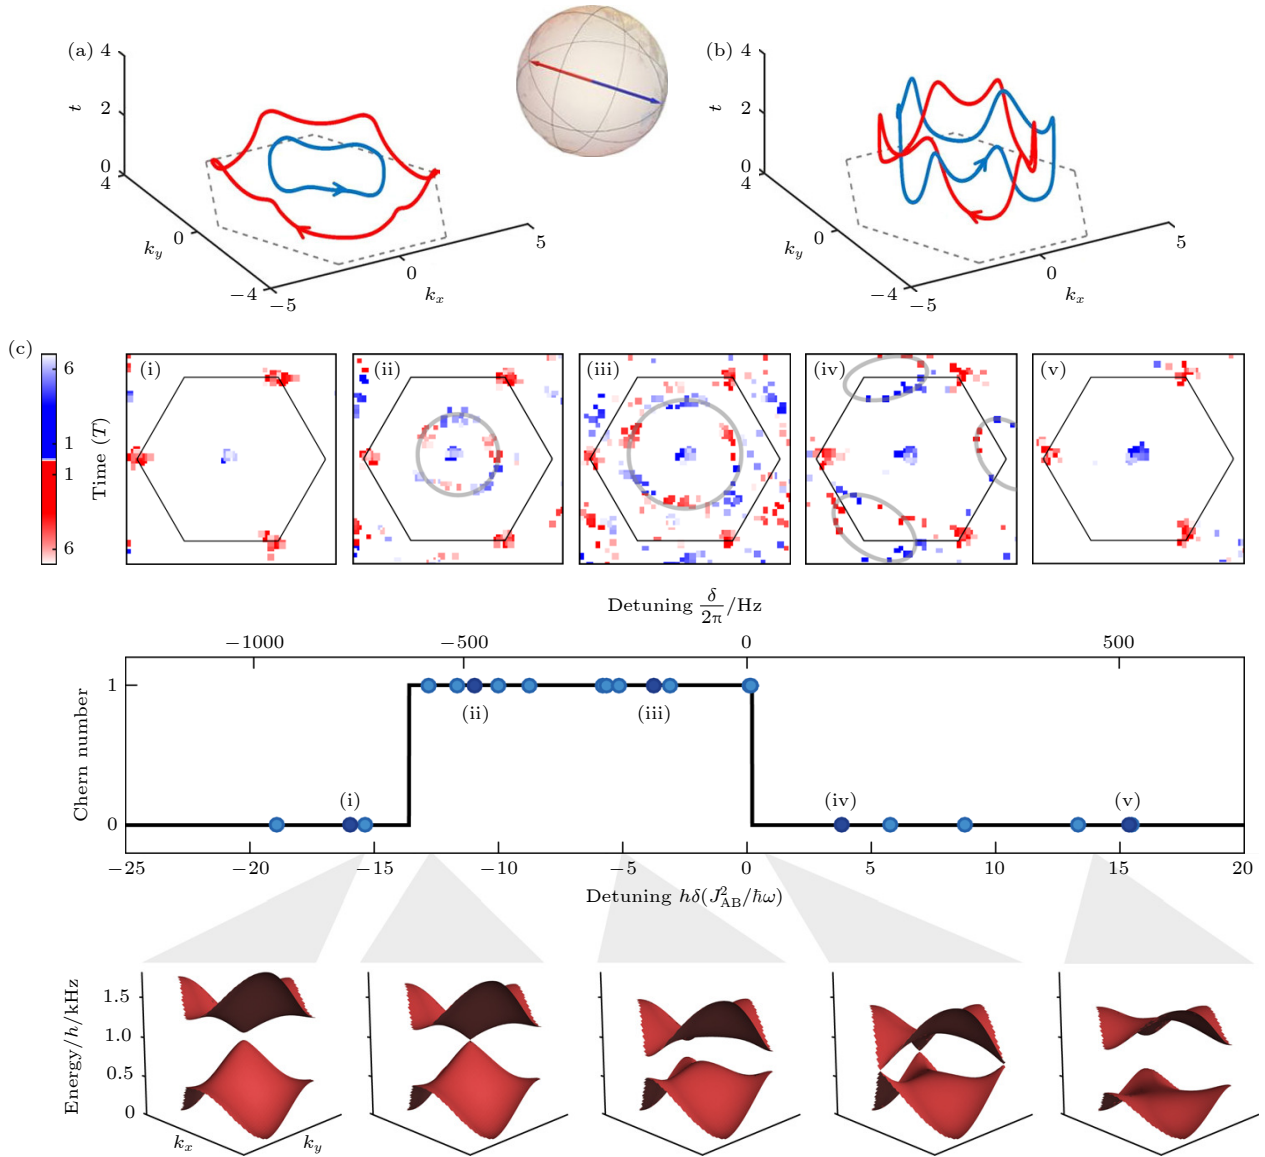 (a)
4
2
0
t
4
0
−4
k_y
−5
0
5
k_x
(b)
4
2
0
t
4
0
−4
k_y
−5
0
5
k_x
(c)
6
1
1
6
Time (T)
(i)
(ii)
(iii)
(iv)
(v)
Detuning δ/2π/Hz
−1000
−500
0
500
Chern number
1
0
(i)
(ii)
(iii)
(iv)
(v)
−25
−20
−15
−10
−5
0
5
10
15
20
Detuning hδ(J²_AB/ℏω)
Energy/h/kHz
1.5
1.0
0.5
0
k_x
k_y